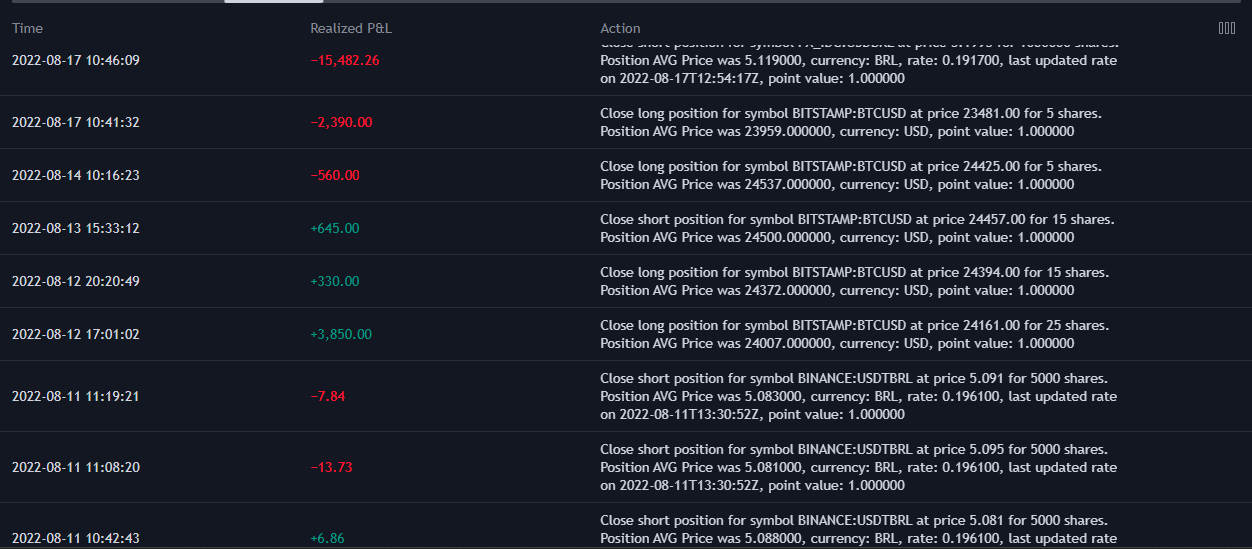 Time Realized P&L Action
2022-08-17 10:46:09 −15,482.26 Close short position for symbol FX_IDC:USDBRL at price 5.1995 for 1000000 shares.
Position AVG Price was 5.119000, currency: BRL, rate: 0.191700, last updated rate
on 2022-08-17T12:54:17Z, point value: 1.000000
2022-08-17 10:41:32 −2,390.00 Close long position for symbol BITSTAMP:BTCUSD at price 23481.00 for 5 shares.
Position AVG Price was 23959.000000, currency: USD, point value: 1.000000
2022-08-14 10:16:23 −560.00 Close long position for symbol BITSTAMP:BTCUSD at price 24425.00 for 5 shares.
Position AVG Price was 24537.000000, currency: USD, point value: 1.000000
2022-08-13 15:33:12 +645.00 Close short position for symbol BITSTAMP:BTCUSD at price 24457.00 for 15 shares.
Position AVG Price was 24500.000000, currency: USD, point value: 1.000000
2022-08-12 20:20:49 +330.00 Close long position for symbol BITSTAMP:BTCUSD at price 24394.00 for 15 shares.
Position AVG Price was 24372.000000, currency: USD, point value: 1.000000
2022-08-12 17:01:02 +3,850.00 Close long position for symbol BITSTAMP:BTCUSD at price 24161.00 for 25 shares.
Position AVG Price was 24007.000000, currency: USD, point value: 1.000000
2022-08-11 11:19:21 −7.84 Close short position for symbol BINANCE:USDTBRL at price 5.091 for 5000 shares.
Position AVG Price was 5.083000, currency: BRL, rate: 0.196100, last updated rate
on 2022-08-11T13:30:52Z, point value: 1.000000
2022-08-11 11:08:20 −13.73 Close short position for symbol BINANCE:USDTBRL at price 5.095 for 5000 shares.
Position AVG Price was 5.081000, currency: BRL, rate: 0.196100, last updated rate
on 2022-08-11T13:30:52Z, point value: 1.000000
2022-08-11 10:42:43 +6.86 Close short position for symbol BINANCE:USDTBRL at price 5.081 for 5000 shares.
Position AVG Price was 5.088000, currency: BRL, rate: 0.196100, last updated rate